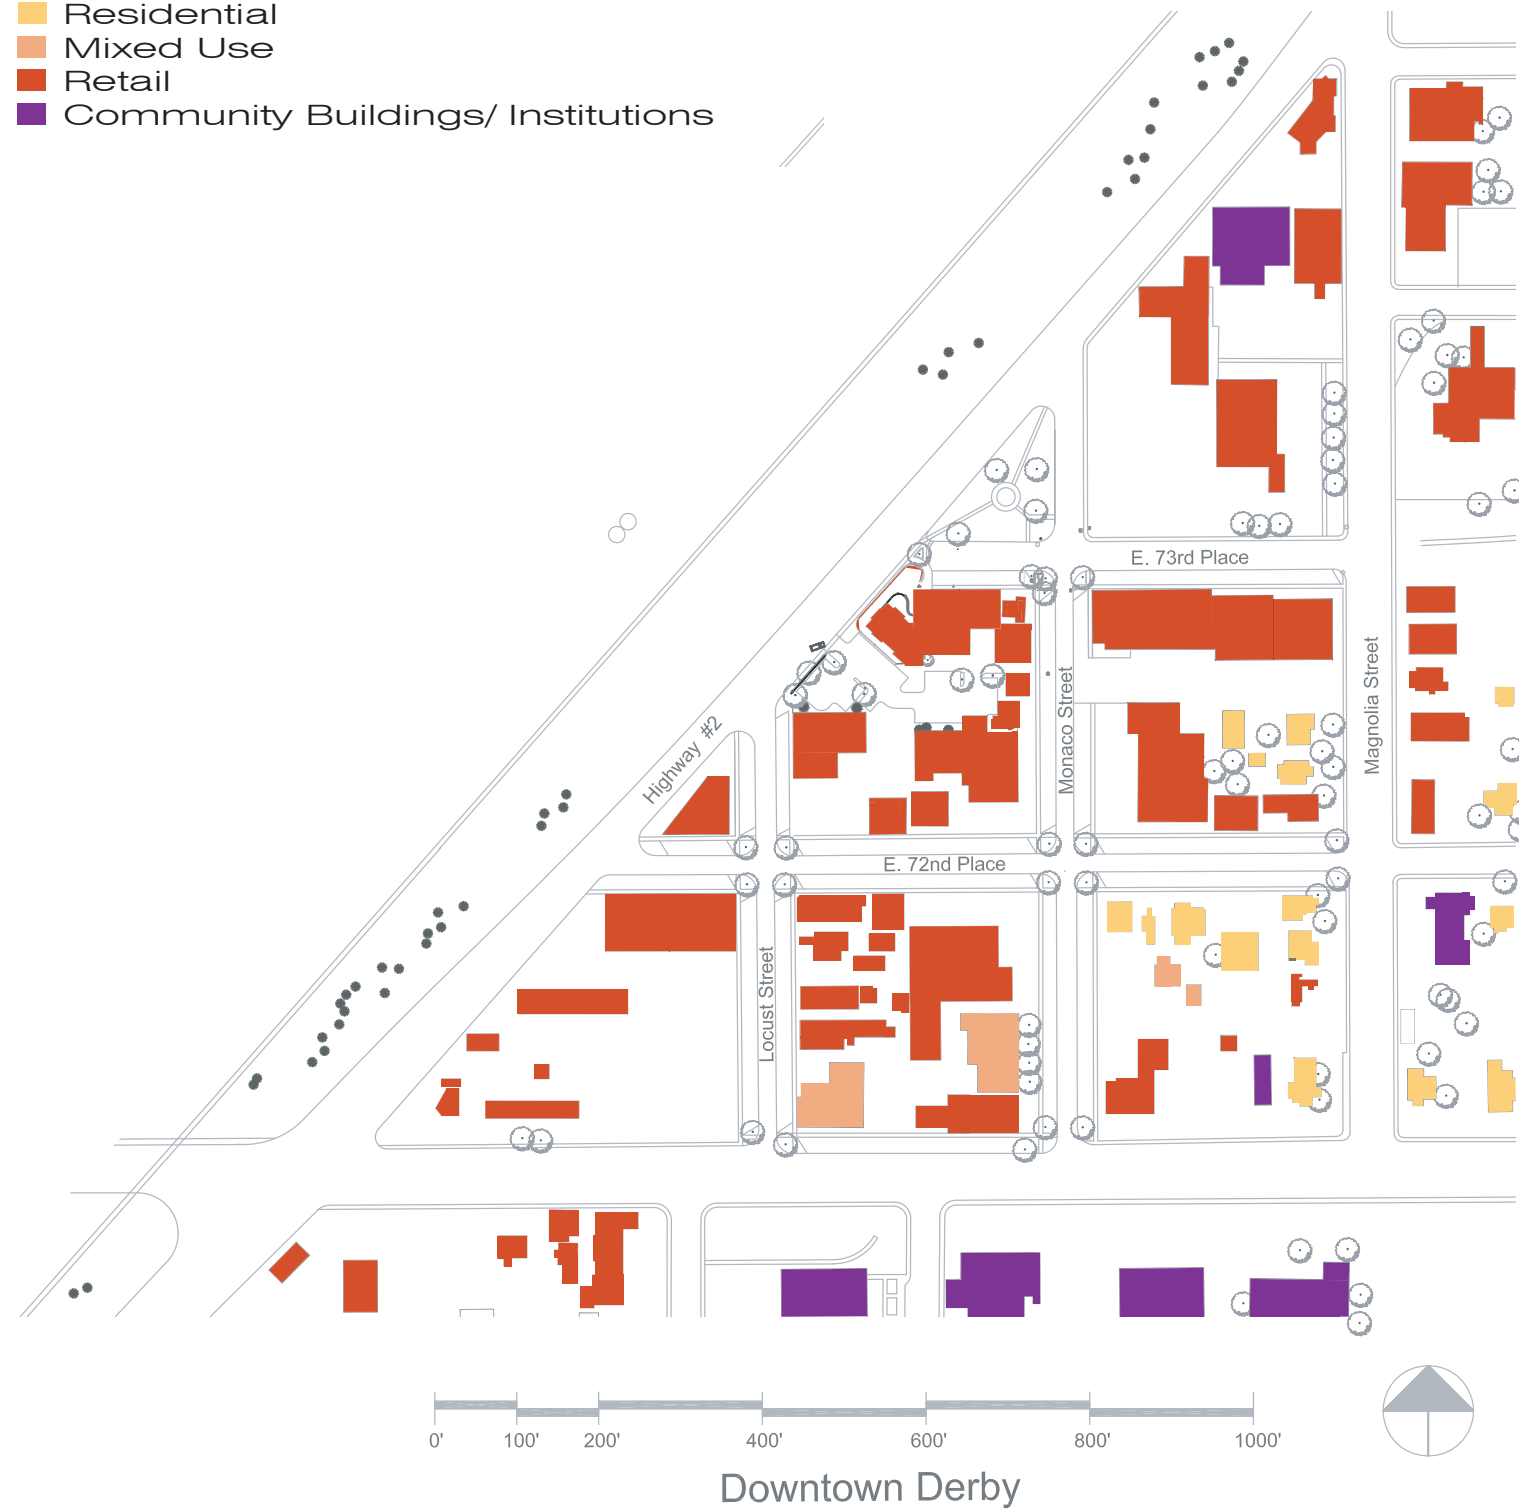 Residential
Mixed Use
Retail
Community Buildings/ Institutions
E. 73rd Place
Magnolia Street
Monaco Street
Highway #2
E. 72nd Place
Locust Street
0' 100' 200' 400' 600' 800' 1000'
Downtown Derby